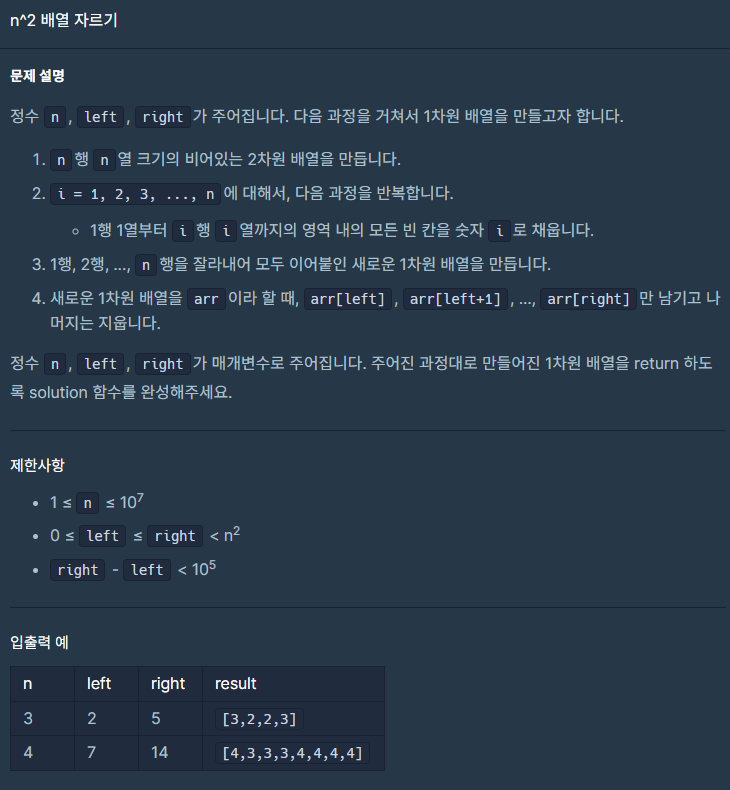 n^2 배열 자르기
문제 설명
정수 n, left, right가 주어집니다. 다음 과정을 거쳐서 1차원 배열을 만들고자 합니다.
1. n행 n열 크기의 비어있는 2차원 배열을 만듭니다.
2. i = 1, 2, 3, ..., n에 대해서, 다음 과정을 반복합니다.
◦ 1행 1열부터 i행 i열까지의 영역 내의 모든 빈 칸을 숫자 i로 채웁니다.
3. 1행, 2행, ..., n행을 잘라내어 모두 이어붙인 새로운 1차원 배열을 만듭니다.
4. 새로운 1차원 배열을 arr이라 할 때, arr[left], arr[left+1], ..., arr[right]만 남기고 나
머지는 지웁니다.
정수 n, left, right가 매개변수로 주어집니다. 주어진 과정대로 만들어진 1차원 배열을 return 하도
록 solution 함수를 완성해주세요.
제한사항
• 1 ≤ n ≤ 10⁷
• 0 ≤ left ≤ right < n²
• right - left < 10⁵
입출력 예
n left right result
3 2 5 [3,2,2,3]
4 7 14 [4,3,3,3,4,4,4,4]